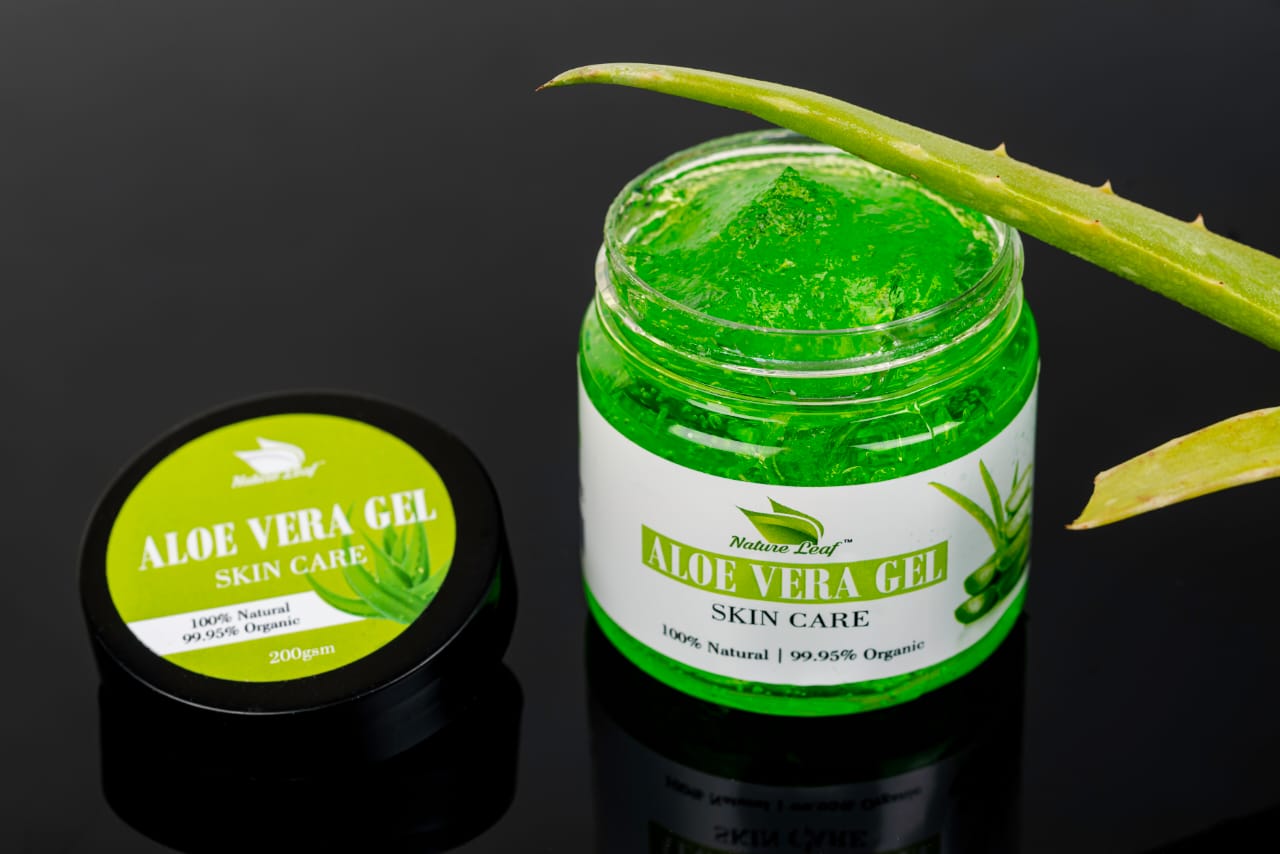 Nature Leaf™
ALOE VERA GEL
SKIN CARE
100% Natural
99.95% Organic
200gsm
Nature Leaf™
ALOE VERA GEL
SKIN CARE
100% Natural | 99.95% Organic